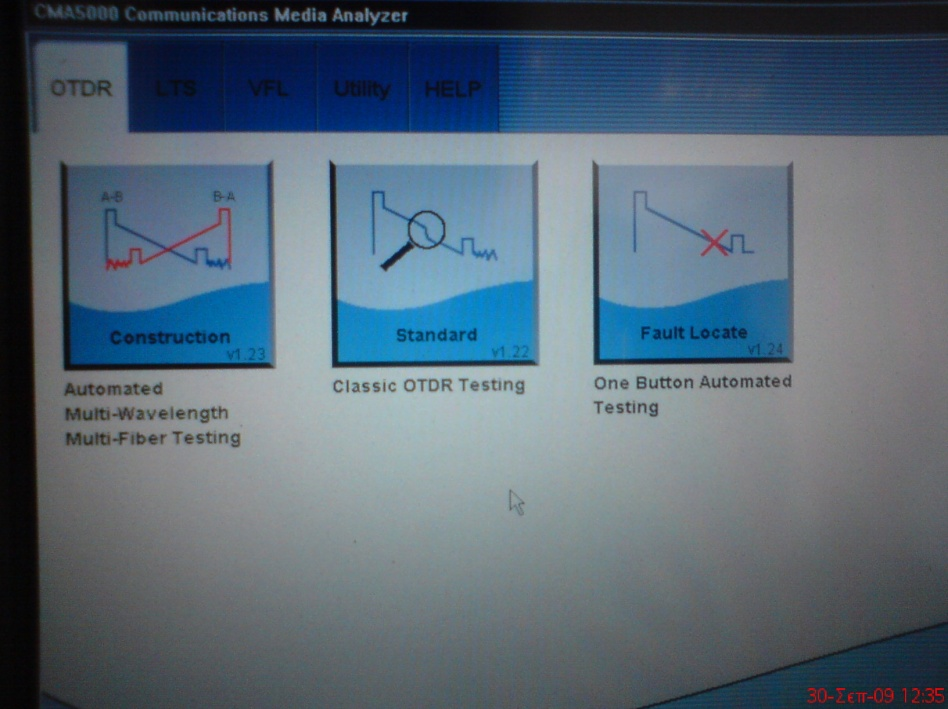 CMA5000 Communications Media Analyzer
OTDR LTS VFL Utility HELP
A-B B-A
Construction
v1.23
Standard
v1.22
Fault Locate
v1.24
Automated
Multi-Wavelength
Multi-Fiber Testing
Classic OTDR Testing
One Button Automated
Testing
30-Σεπ-09 12:35